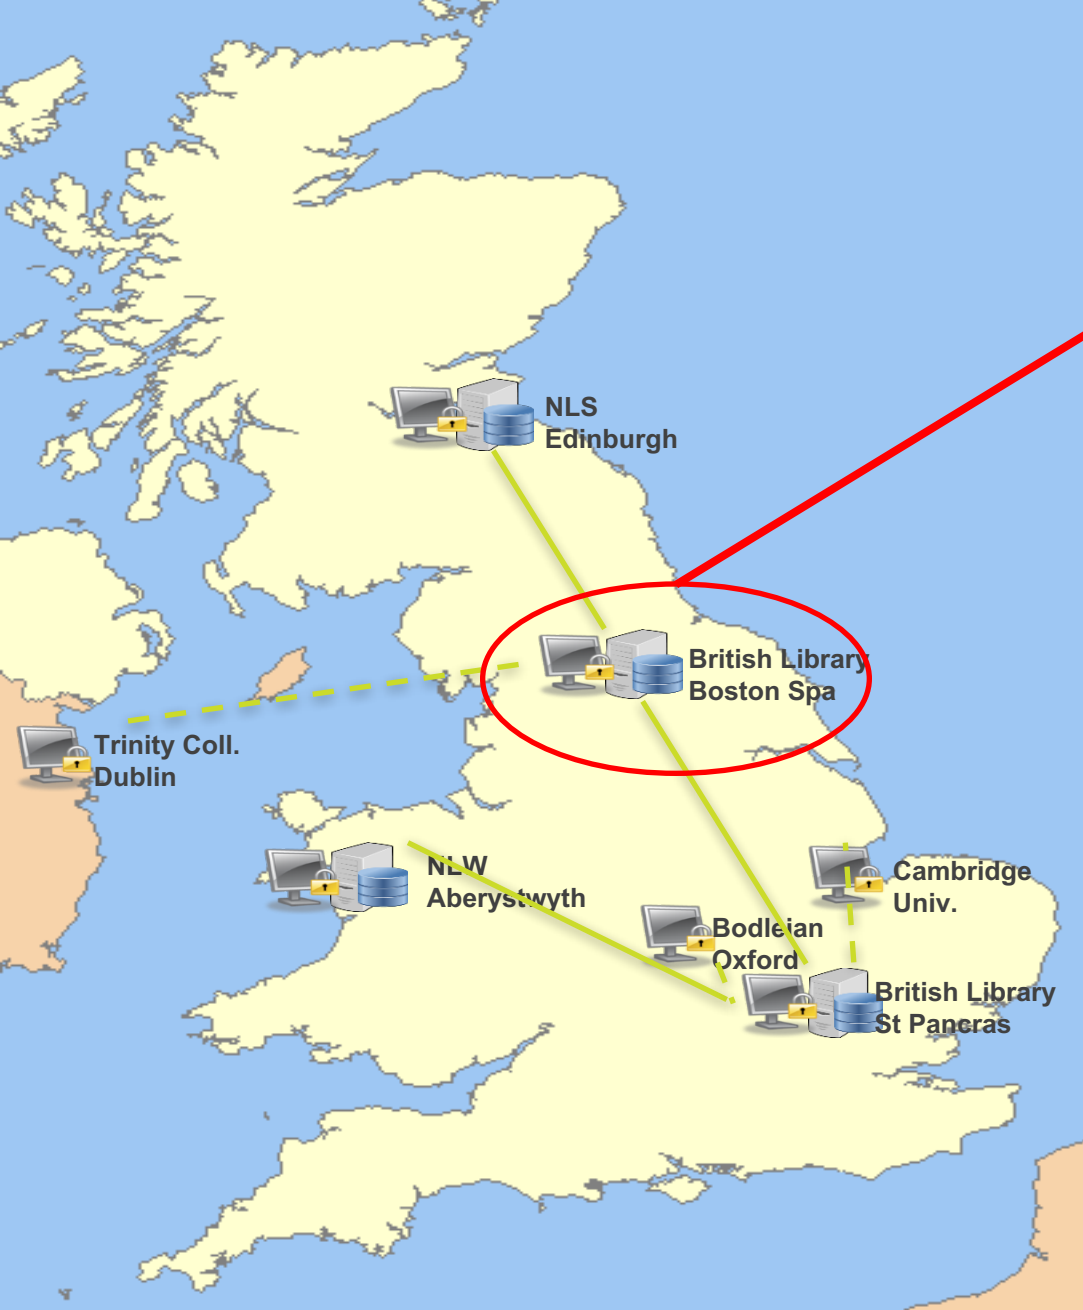 NLS
Edinburgh
British Library
Boston Spa
Trinity Coll.
Dublin
NLW
Aberystwyth
Cambridge
Univ.
Bodleian
Oxford
British Library
St Pancras